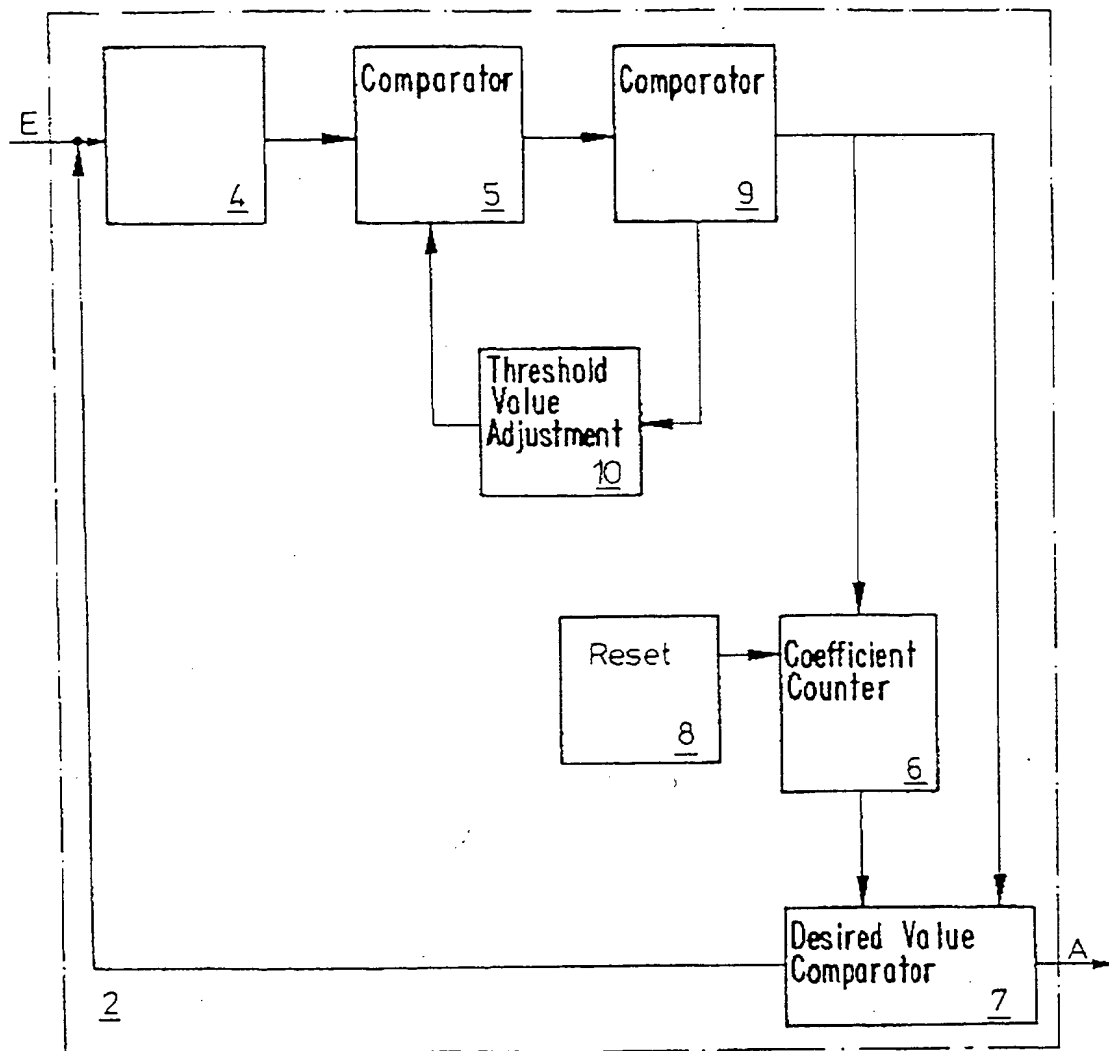 E
4
Comparator
5
Comparator
9
Threshold
Value
Adjustment
10
Reset
8
Coefficient
Counter
6
Desired Value
Comparator
7
A
2